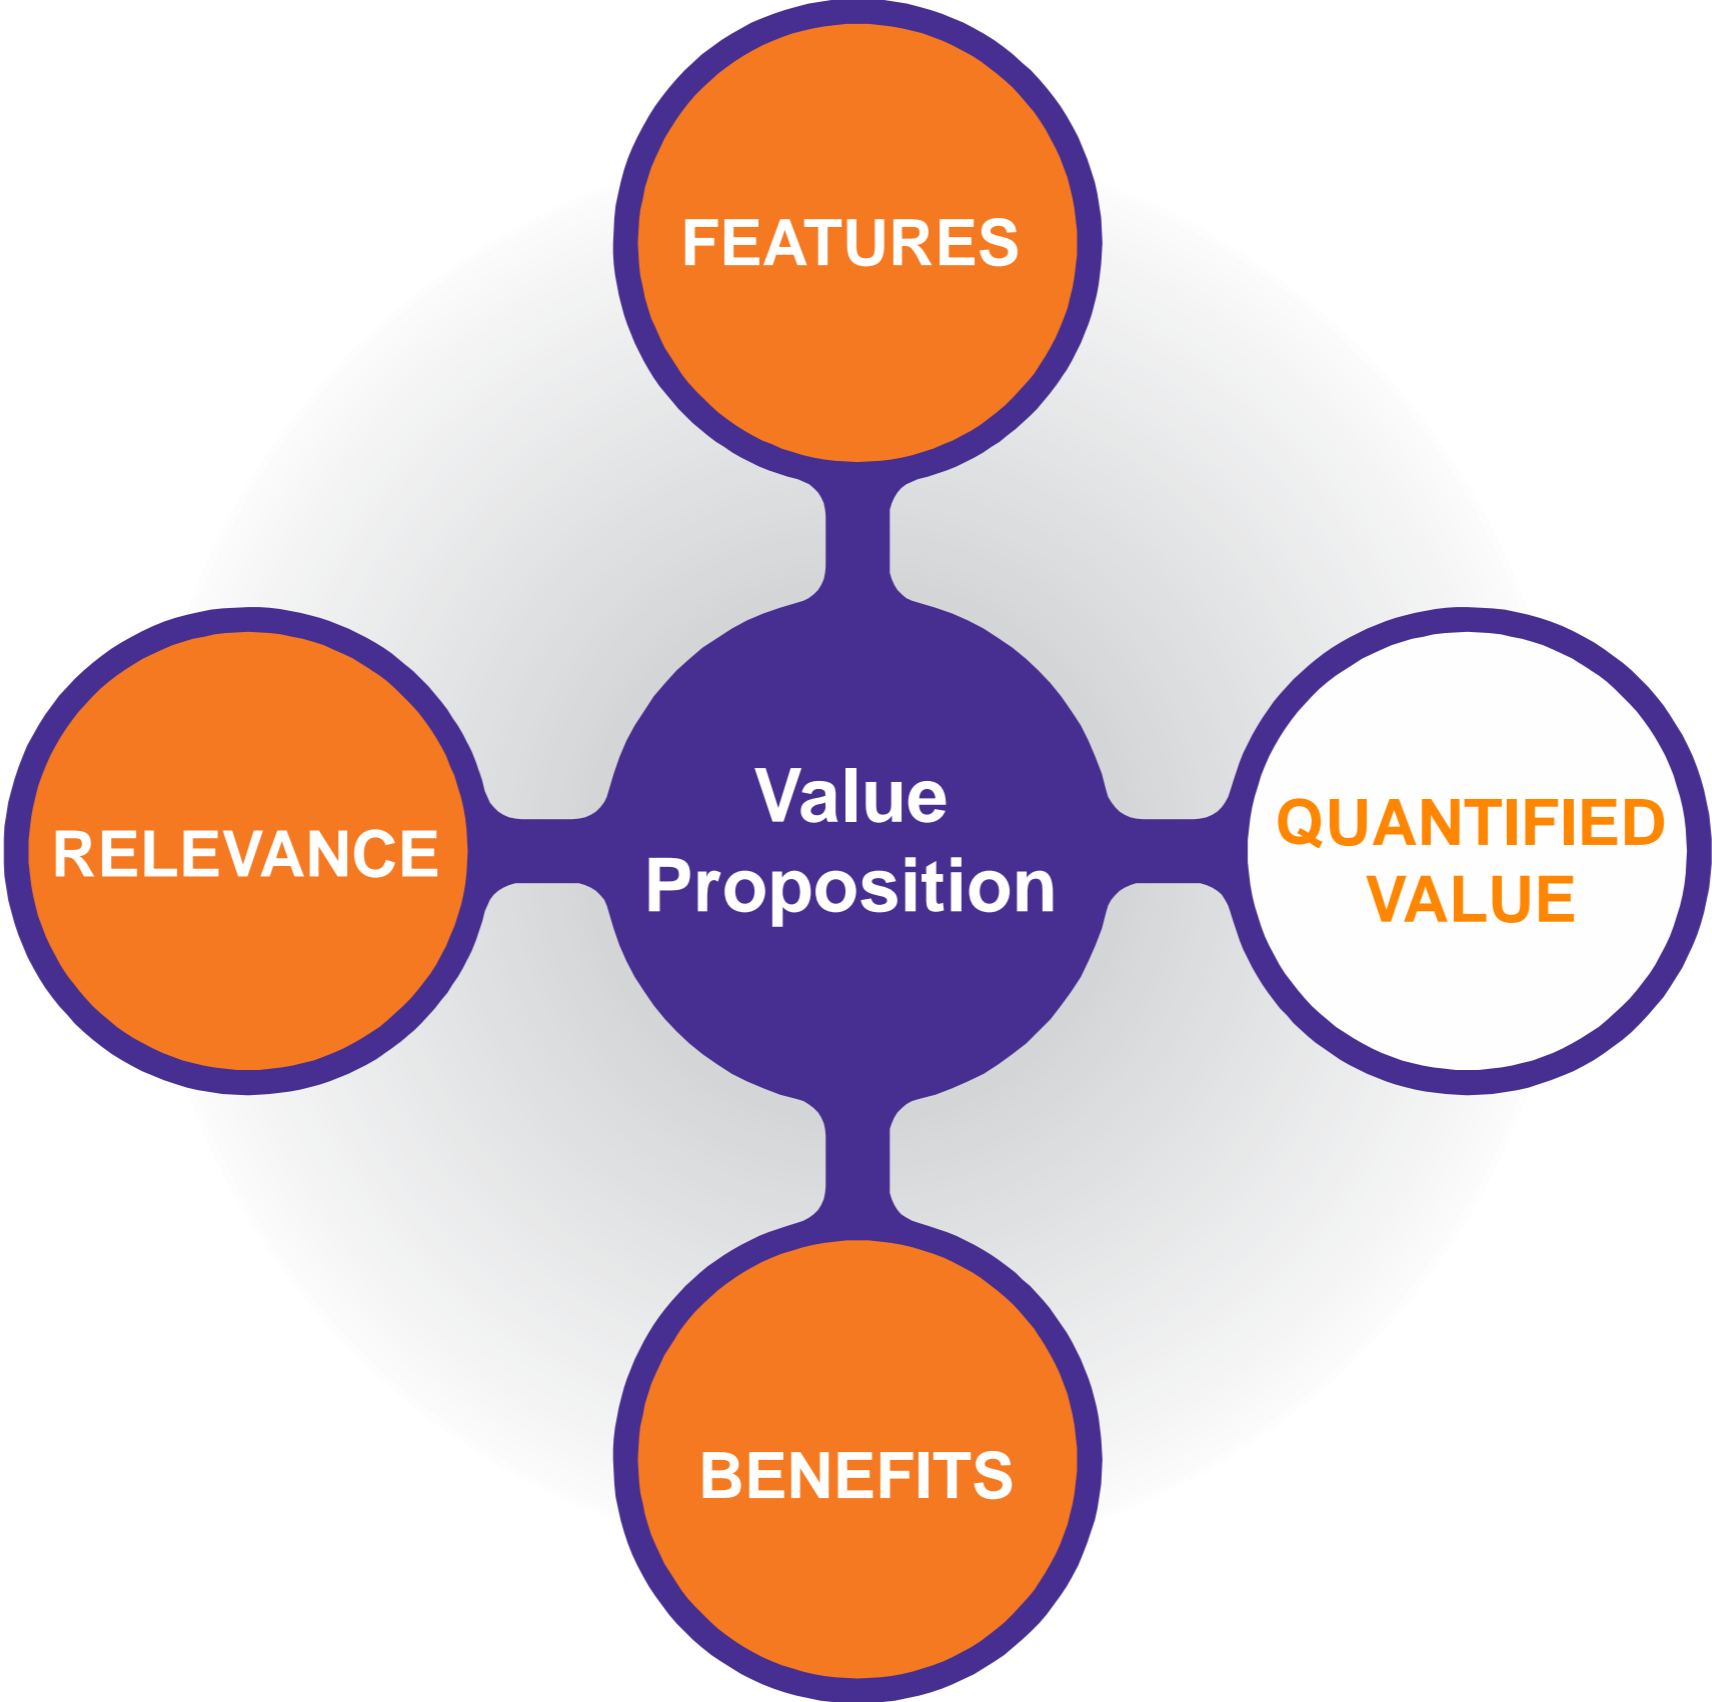 FEATURES
RELEVANCE
Value
Proposition
QUANTIFIED
VALUE
BENEFITS